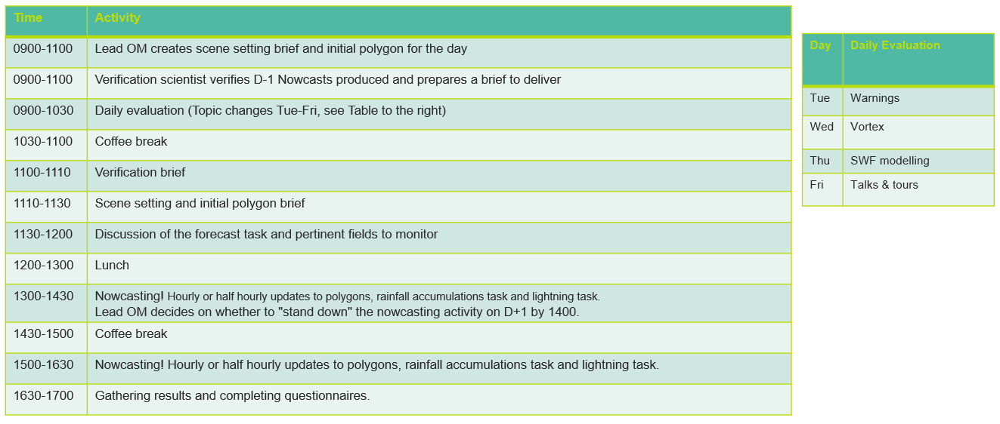 Time Activity
0900-1100 Lead OM creates scene setting brief and initial polygon for the day
0900-1100 Verification scientist verifies D-1 Nowcasts produced and prepares a brief to deliver
0900-1030 Daily evaluation (Topic changes Tue-Fri, see Table to the right)
1030-1100 Coffee break
1100-1110 Verification brief
1110-1130 Scene setting and initial polygon brief
1130-1200 Discussion of the forecast task and pertinent fields to monitor
1200-1300 Lunch
1300-1430 Nowcasting! Hourly or half hourly updates to polygons, rainfall accumulations task and lightning task.
Lead OM decides on whether to "stand down" the nowcasting activity on D+1 by 1400.
1430-1500 Coffee break
1500-1630 Nowcasting! Hourly or half hourly updates to polygons, rainfall accumulations task and lightning task.
1630-1700 Gathering results and completing questionnaires.
Day Daily Evaluation
Tue Warnings
Wed Vortex
Thu SWF modelling
Fri Talks & tours